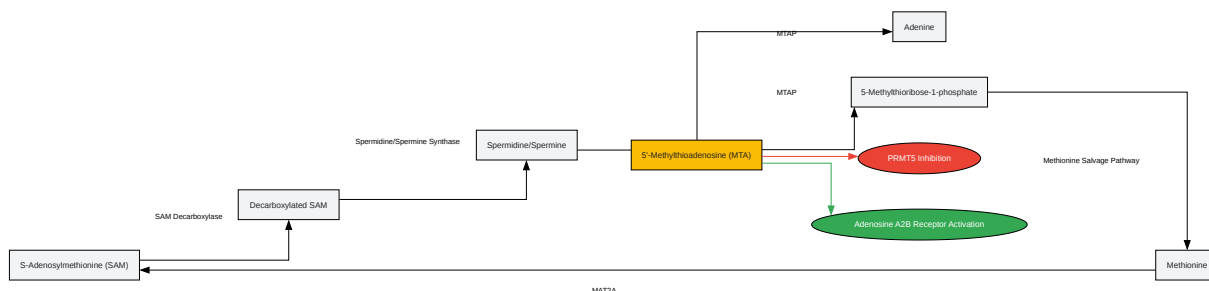 Adenine
MTAP
5-Methylthioribose-1-phosphate
MTAP
Spermidine/Spermine Synthase
Spermidine/Spermine
5'-Methylthioadenosine (MTA)
PRMT5 Inhibition
Methionine Salvage Pathway
Decarboxylated SAM
SAM Decarboxylase
Adenosine A2B Receptor Activation
S-Adenosylmethionine (SAM)
Methionine
MAT2A